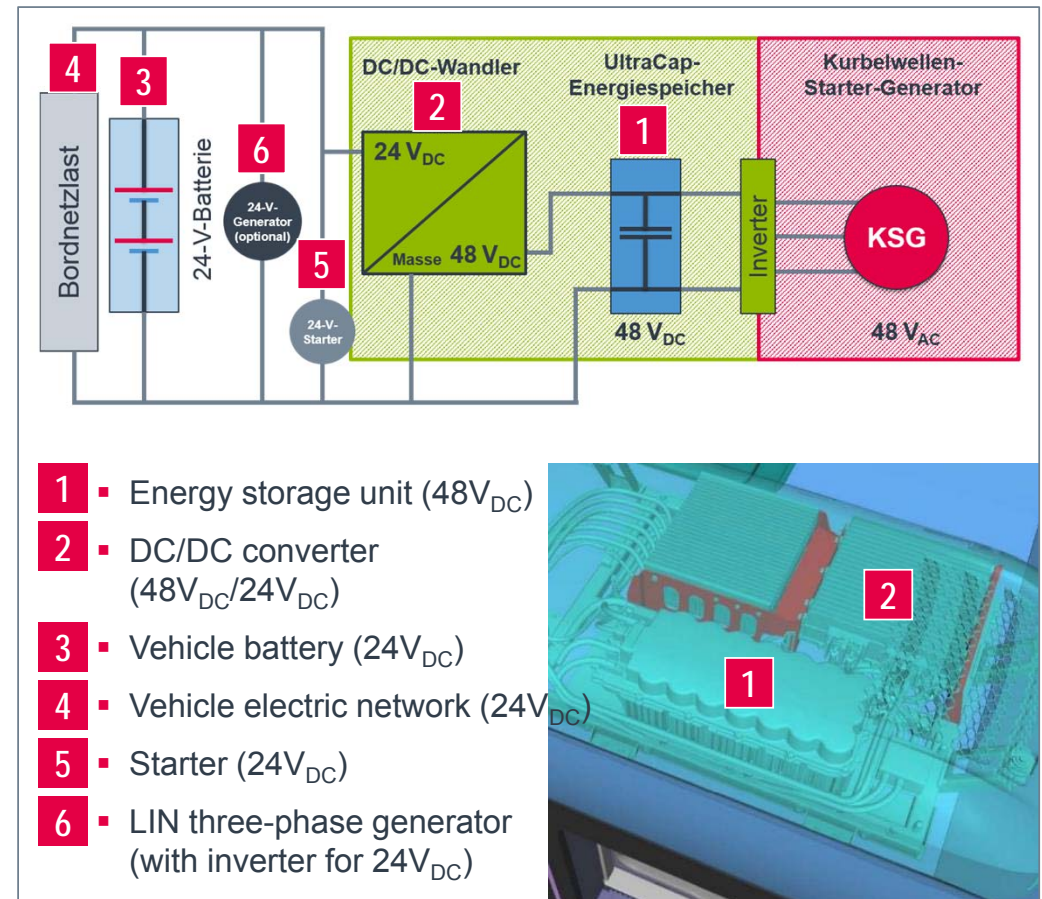 4
3
6
5
Bordnetzlast
24-V-Batterie
24-V-
Generator
(optional)
24-V-
Starter
DC/DC-Wandler
2
24 V_DC
Masse 48 V_DC
UltraCap-
Energiespeicher
1
48 V_DC
Inverter
Kurbelwellen-
Starter-Generator
KSG
48 V_AC
1 ▪ Energy storage unit (48V_DC)
2 ▪ DC/DC converter
(48V_DC/24V_DC)
3 ▪ Vehicle battery (24V_DC)
4 ▪ Vehicle electric network (24V_DC)
5 ▪ Starter (24V_DC)
6 ▪ LIN three-phase generator
(with inverter for 24V_DC)
2
1